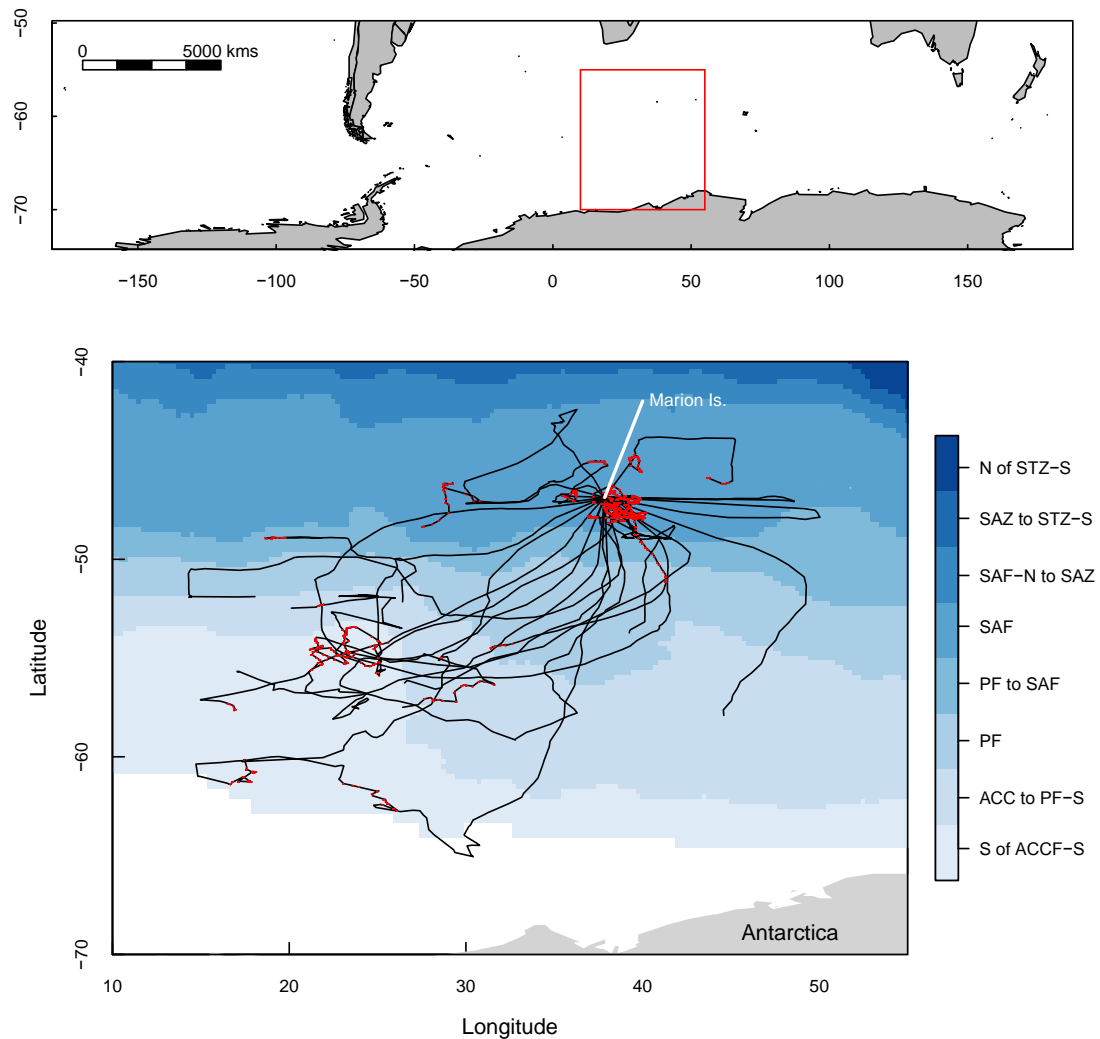 −50
−60
−70
0 5000 kms
−150 −100 −50 0 50 100 150
−40
−50
−60
−70
Latitude
Marion Is.
Antarctica
10 20 30 40 50
Longitude
N of STZ−S
SAZ to STZ−S
SAF−N to SAZ
SAF
PF to SAF
PF
ACC to PF−S
S of ACCF−S